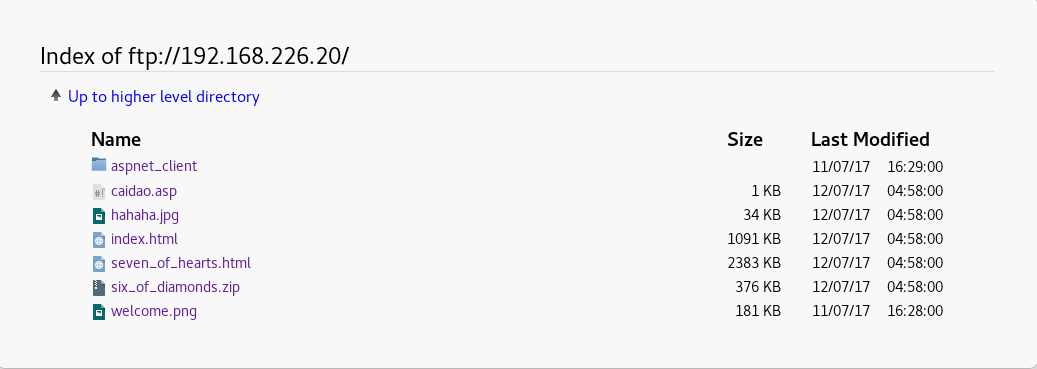 Index of ftp://192.168.226.20/
Up to higher level directory
Name Size Last Modified
aspnet_client 11/07/17 16:29:00
caidao.asp 1 KB 12/07/17 04:58:00
hahaha.jpg 34 KB 12/07/17 04:58:00
index.html 1091 KB 12/07/17 04:58:00
seven_of_hearts.html 2383 KB 12/07/17 04:58:00
six_of_diamonds.zip 376 KB 12/07/17 04:58:00
welcome.png 181 KB 11/07/17 16:28:00